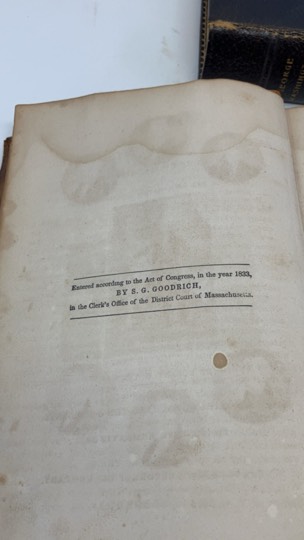 GEORGE
Entered according to the Act of Congress, in the year 1833,
BY S. G. GOODRICH,
in the Clerk's Office of the District Court of Massachusetts.